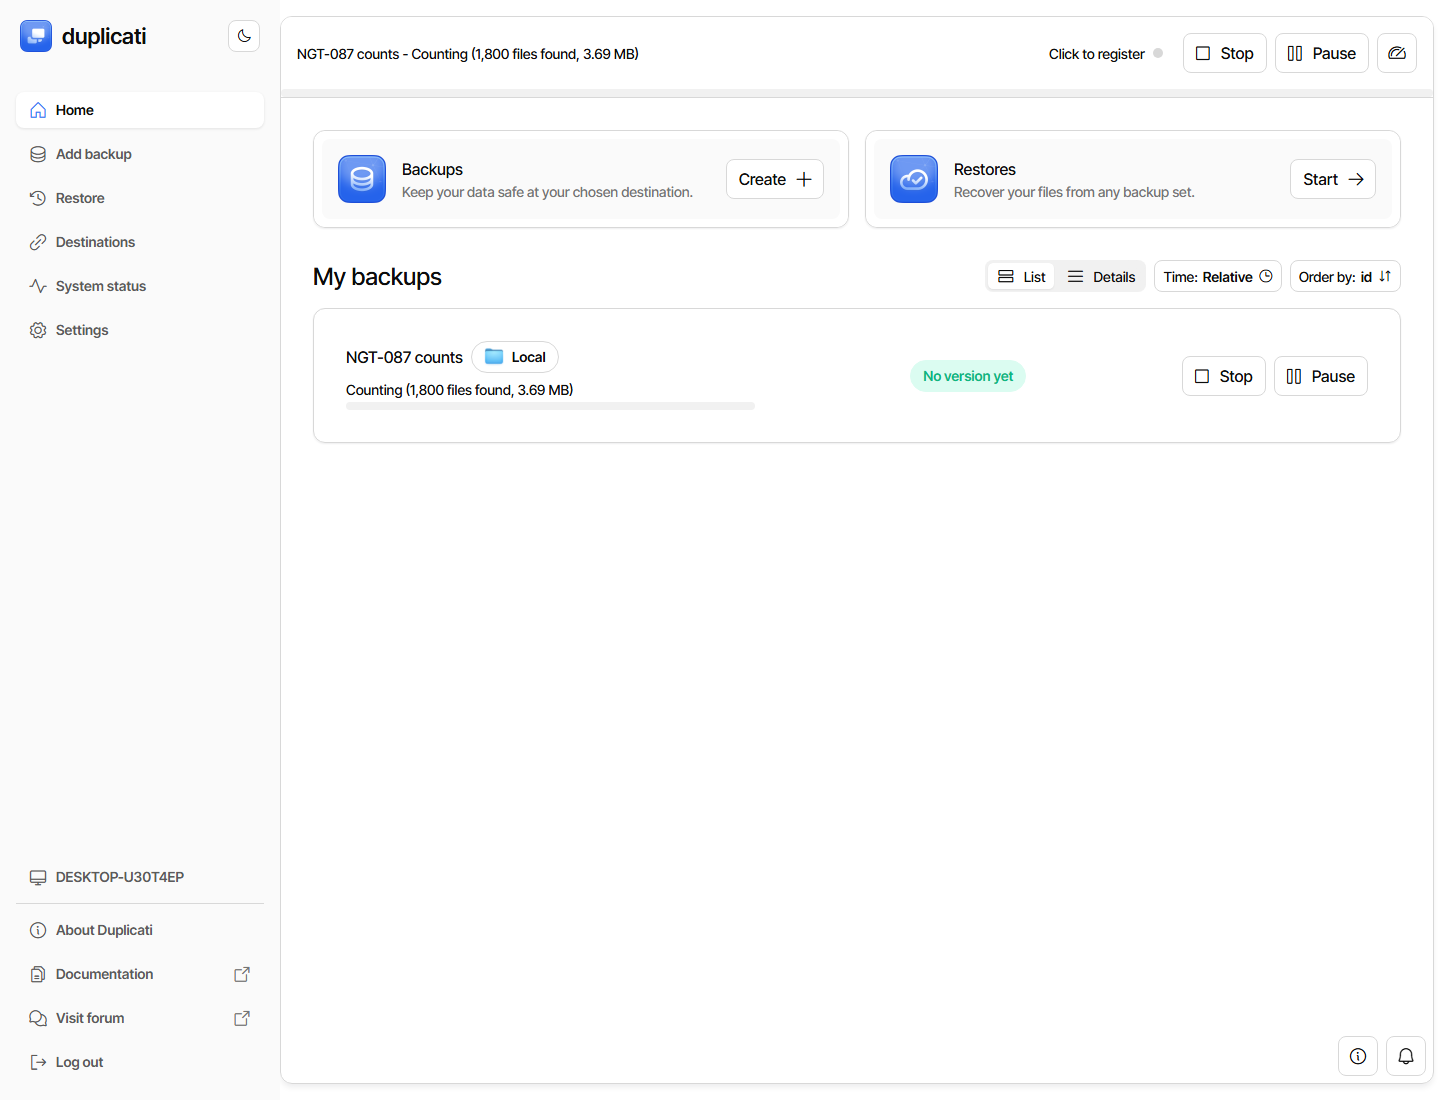 duplicati
Home
Add backup
Restore
Destinations
System status
Settings
DESKTOP-U30T4EP
About Duplicati
Documentation
Visit forum
Log out
NGT-087 counts - Counting (1,800 files found, 3.69 MB)
Click to register
Stop
Pause
Backups
Keep your data safe at your chosen destination.
Create
Restores
Recover your files from any backup set.
Start
My backups
List
Details
Time: Relative
Order by: id
NGT-087 counts
Local
Counting (1,800 files found, 3.69 MB)
No version yet
Stop
Pause